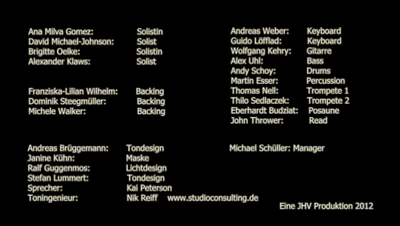 Ana Milva Gomez: Solistin
David Michael-Johnson: Solist
Brigitte Oelke: Solistin
Alexander Klaws: Solist
Franziska-Lilian Wilhelm: Backing
Dominik Steegmüller: Backing
Michele Walker: Backing
Andreas Brüggemann: Tondesign
Janine Kühn: Maske
Ralf Guggenmos: Lichtdesign
Stefan Lummert: Tondesign
Sprecher: Kai Peterson
Toningenieur: Nik Reiff www.studioconsulting.de
Andreas Weber: Keyboard
Guido Löfflad: Keyboard
Wolfgang Kehry: Gitarre
Alex Uhl: Bass
Andy Schoy: Drums
Martin Esser: Percussion
Thomas Nell: Trompete 1
Thilo Sedlaczek: Trompete 2
Eberhardt Budziat: Posaune
John Thrower: Read
Michael Schüller: Manager
Eine JHV Produktion 2012